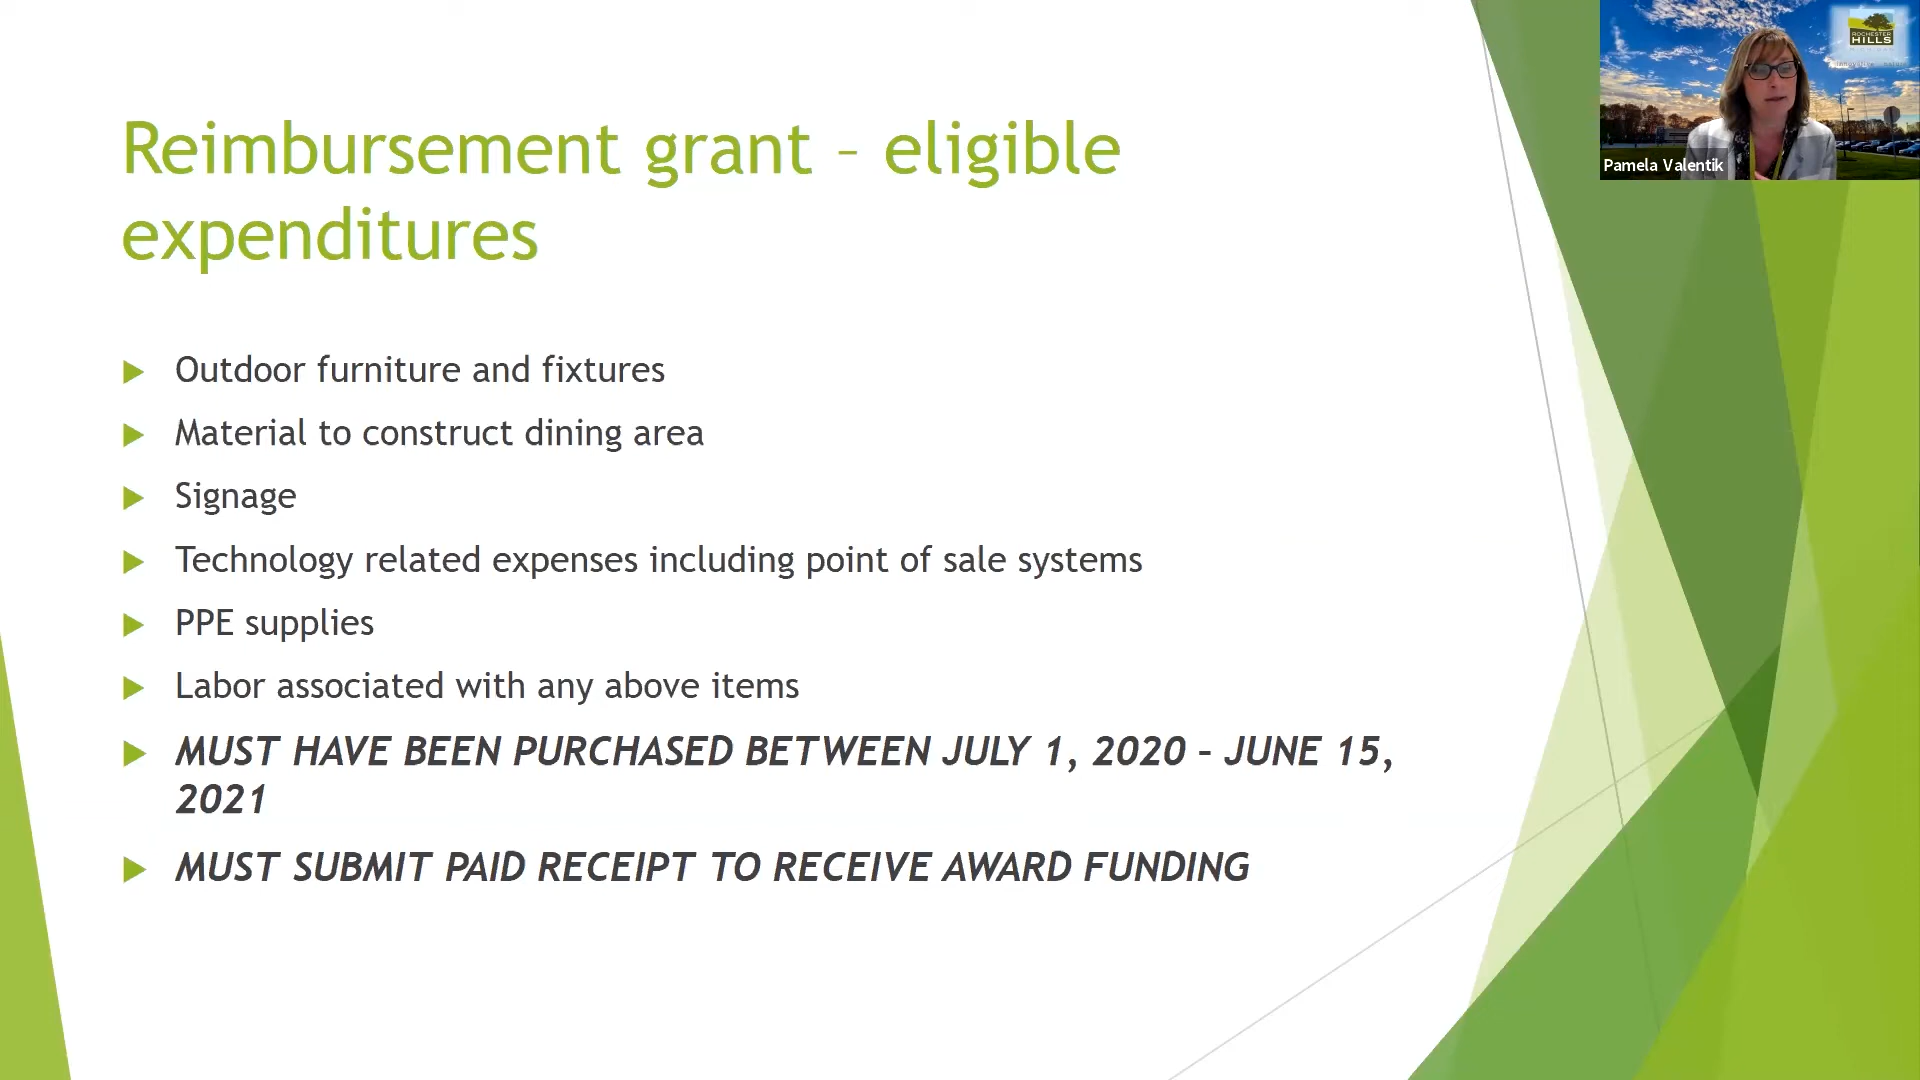 Reimbursement grant – eligible
expenditures
Outdoor furniture and fixtures
Material to construct dining area
Signage
Technology related expenses including point of sale systems
PPE supplies
Labor associated with any above items
MUST HAVE BEEN PURCHASED BETWEEN JULY 1, 2020 – JUNE 15,
2021
MUST SUBMIT PAID RECEIPT TO RECEIVE AWARD FUNDING
ROCHESTER
HILLS
Pamela Valentik